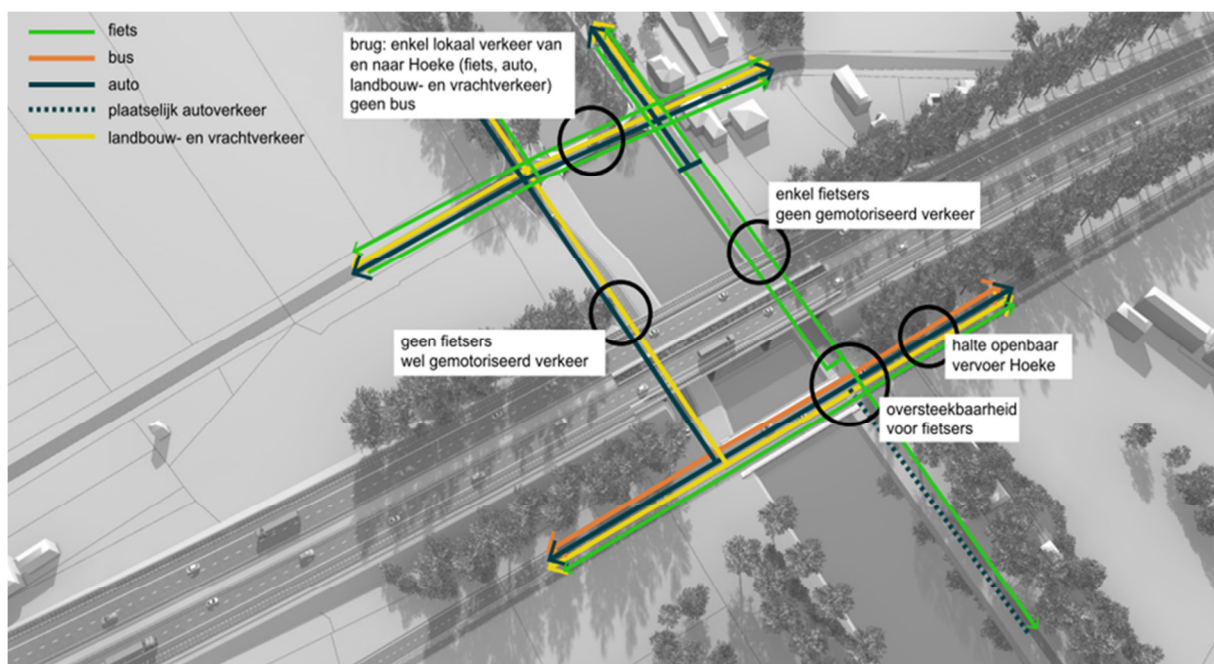 fiets
bus
auto
plaatselijk autoverkeer
landbouw- en vrachtverkeer
brug: enkel lokaal verkeer van
en naar Hoeke (fiets, auto,
landbouw- en vrachtverkeer)
geen bus
enkel fietsers
geen gemotoriseerd verkeer
geen fietsers
wel gemotoriseerd verkeer
halte openbaar
vervoer Hoeke
oversteekbaarheid
voor fietsers